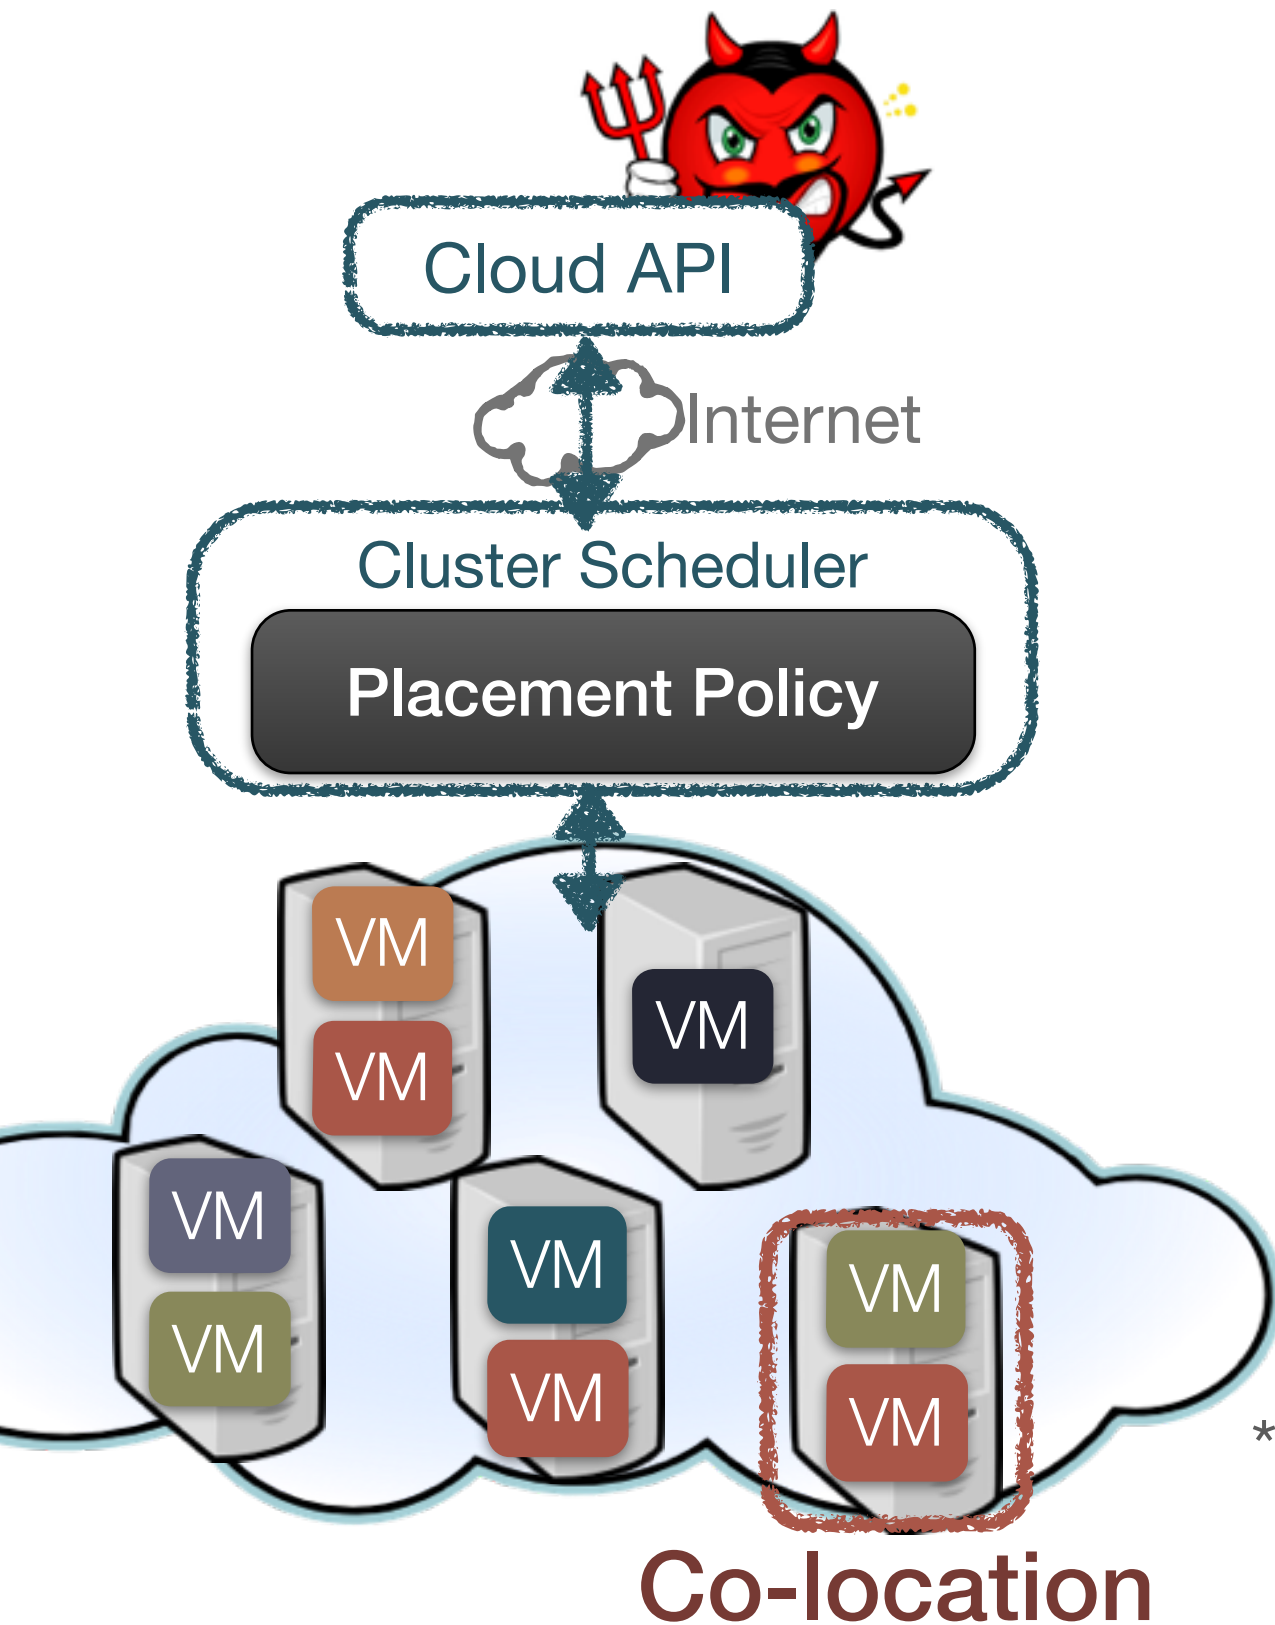 Cloud API
Internet
Cluster Scheduler
Placement Policy
VM
VM
VM
VM
VM
VM
VM
VM
VM
*
Co-location